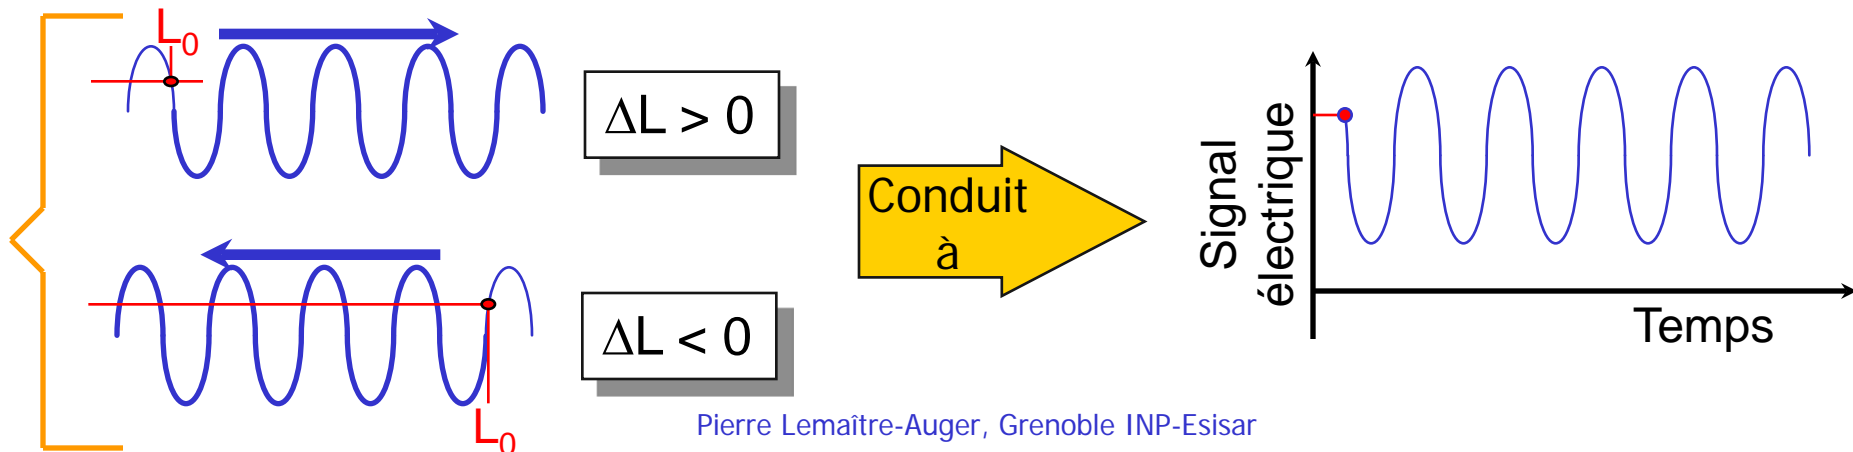 L0
ΔL > 0
ΔL < 0
L0
Conduit
à
Signal
électrique
Temps
Pierre Lemaître-Auger, Grenoble INP-Esisar